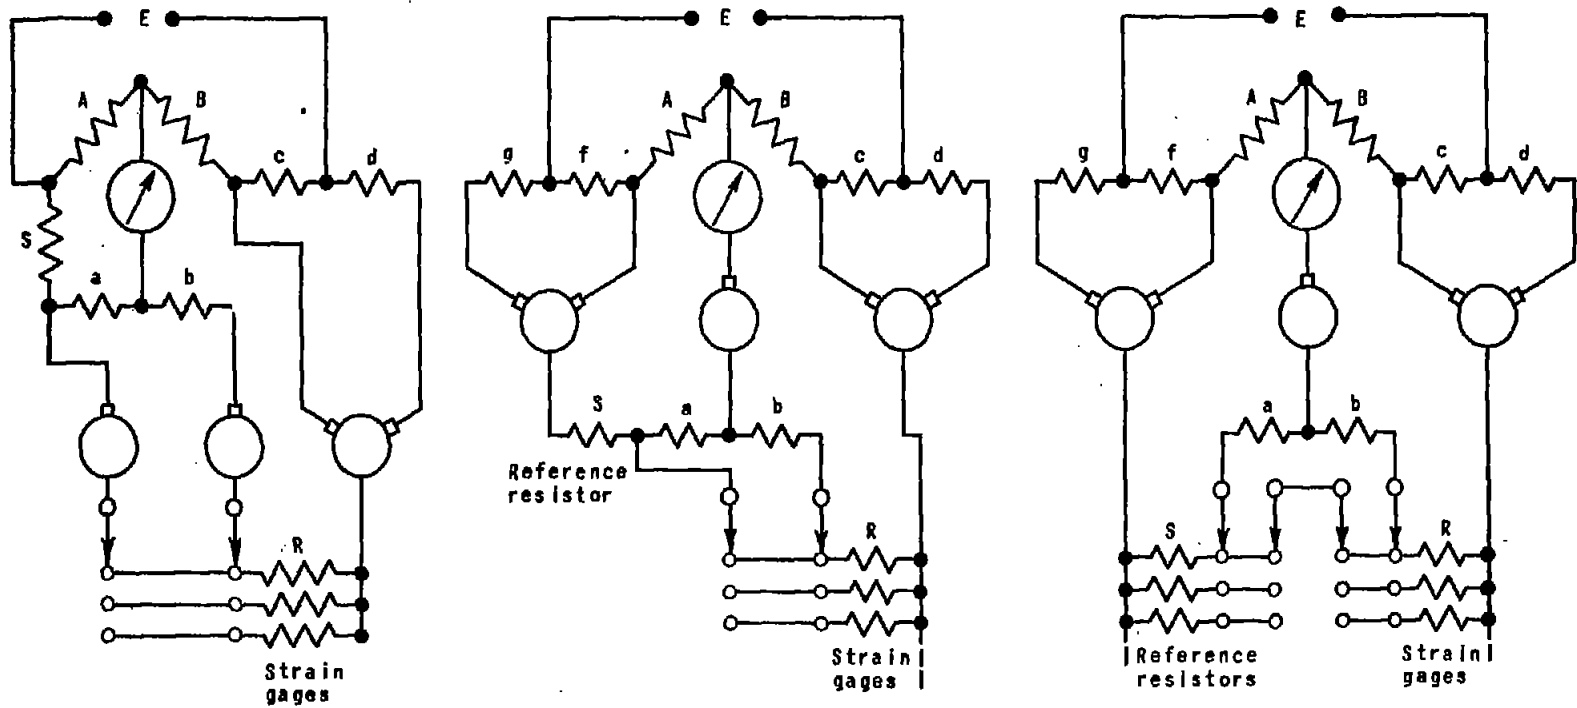 E
A
B
c
d
S
a
b
R
Strain
gages
E
A
B
g
f
c
d
S
a
b
Reference
resistor
R
Strain
gages
E
A
B
g
f
c
d
a
b
S
R
Reference
resistors
Strain
gages